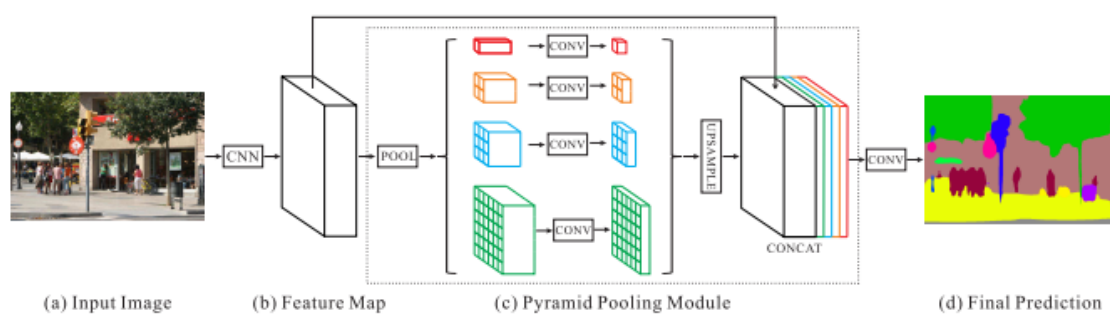 CONV
CONV
CNN
POOL
CONV
UPSAMPLE
CONV
CONV
CONCAT
(a) Input Image
(b) Feature Map
(c) Pyramid Pooling Module
(d) Final Prediction